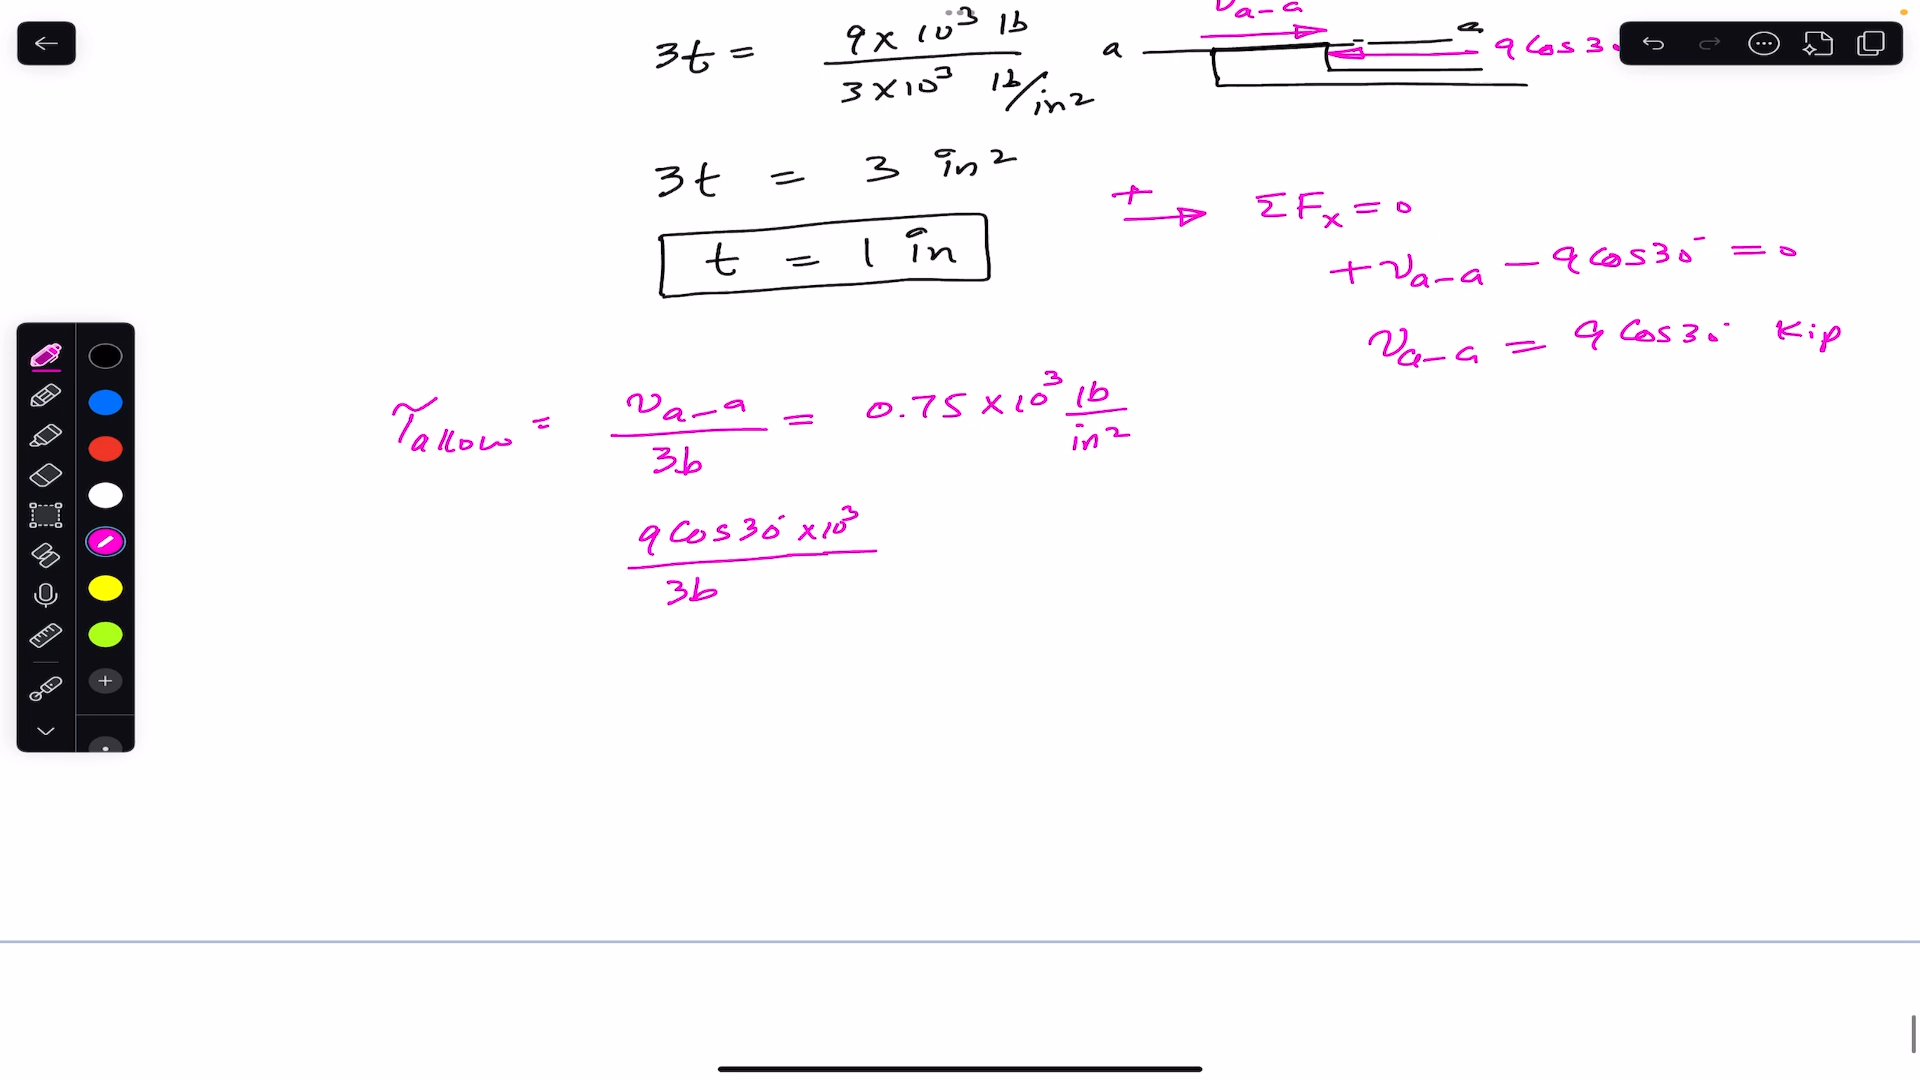 3t = 9 × 10³ lb / 3 × 10³ lb/in²
V a-a
a a
9 cos 3
3t = 3 in²
t = 1 in
+ ΣFx = 0
+ V a-a − 9 cos 30° = 0
V a-a = 9 cos 30° Kip
τ allow = V a-a / 3b = 0.75 × 10³ lb / in²
9 cos 30° × 10³ / 3b